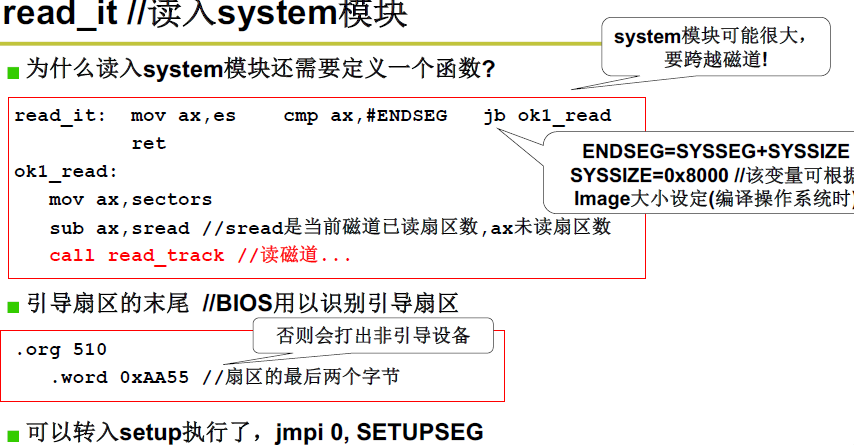 read_it //读入system模块
system模块可能很大，
要跨越磁道!
为什么读入system模块还需要定义一个函数?
read_it: mov ax,es cmp ax,#ENDSEG jb ok1_read
ret
ENDSEG=SYSSEG+SYSSIZE
SYSSIZE=0x8000 //该变量可根据
Image大小设定(编译操作系统时)
ok1_read:
mov ax,sectors
sub ax,sread //sread是当前磁道已读扇区数,ax未读扇区数
call read_track //读磁道...
引导扇区的末尾 //BIOS用以识别引导扇区
否则会打出非引导设备
.org 510
.word 0xAA55 //扇区的最后两个字节
可以转入setup执行了，jmpi 0, SETUPSEG